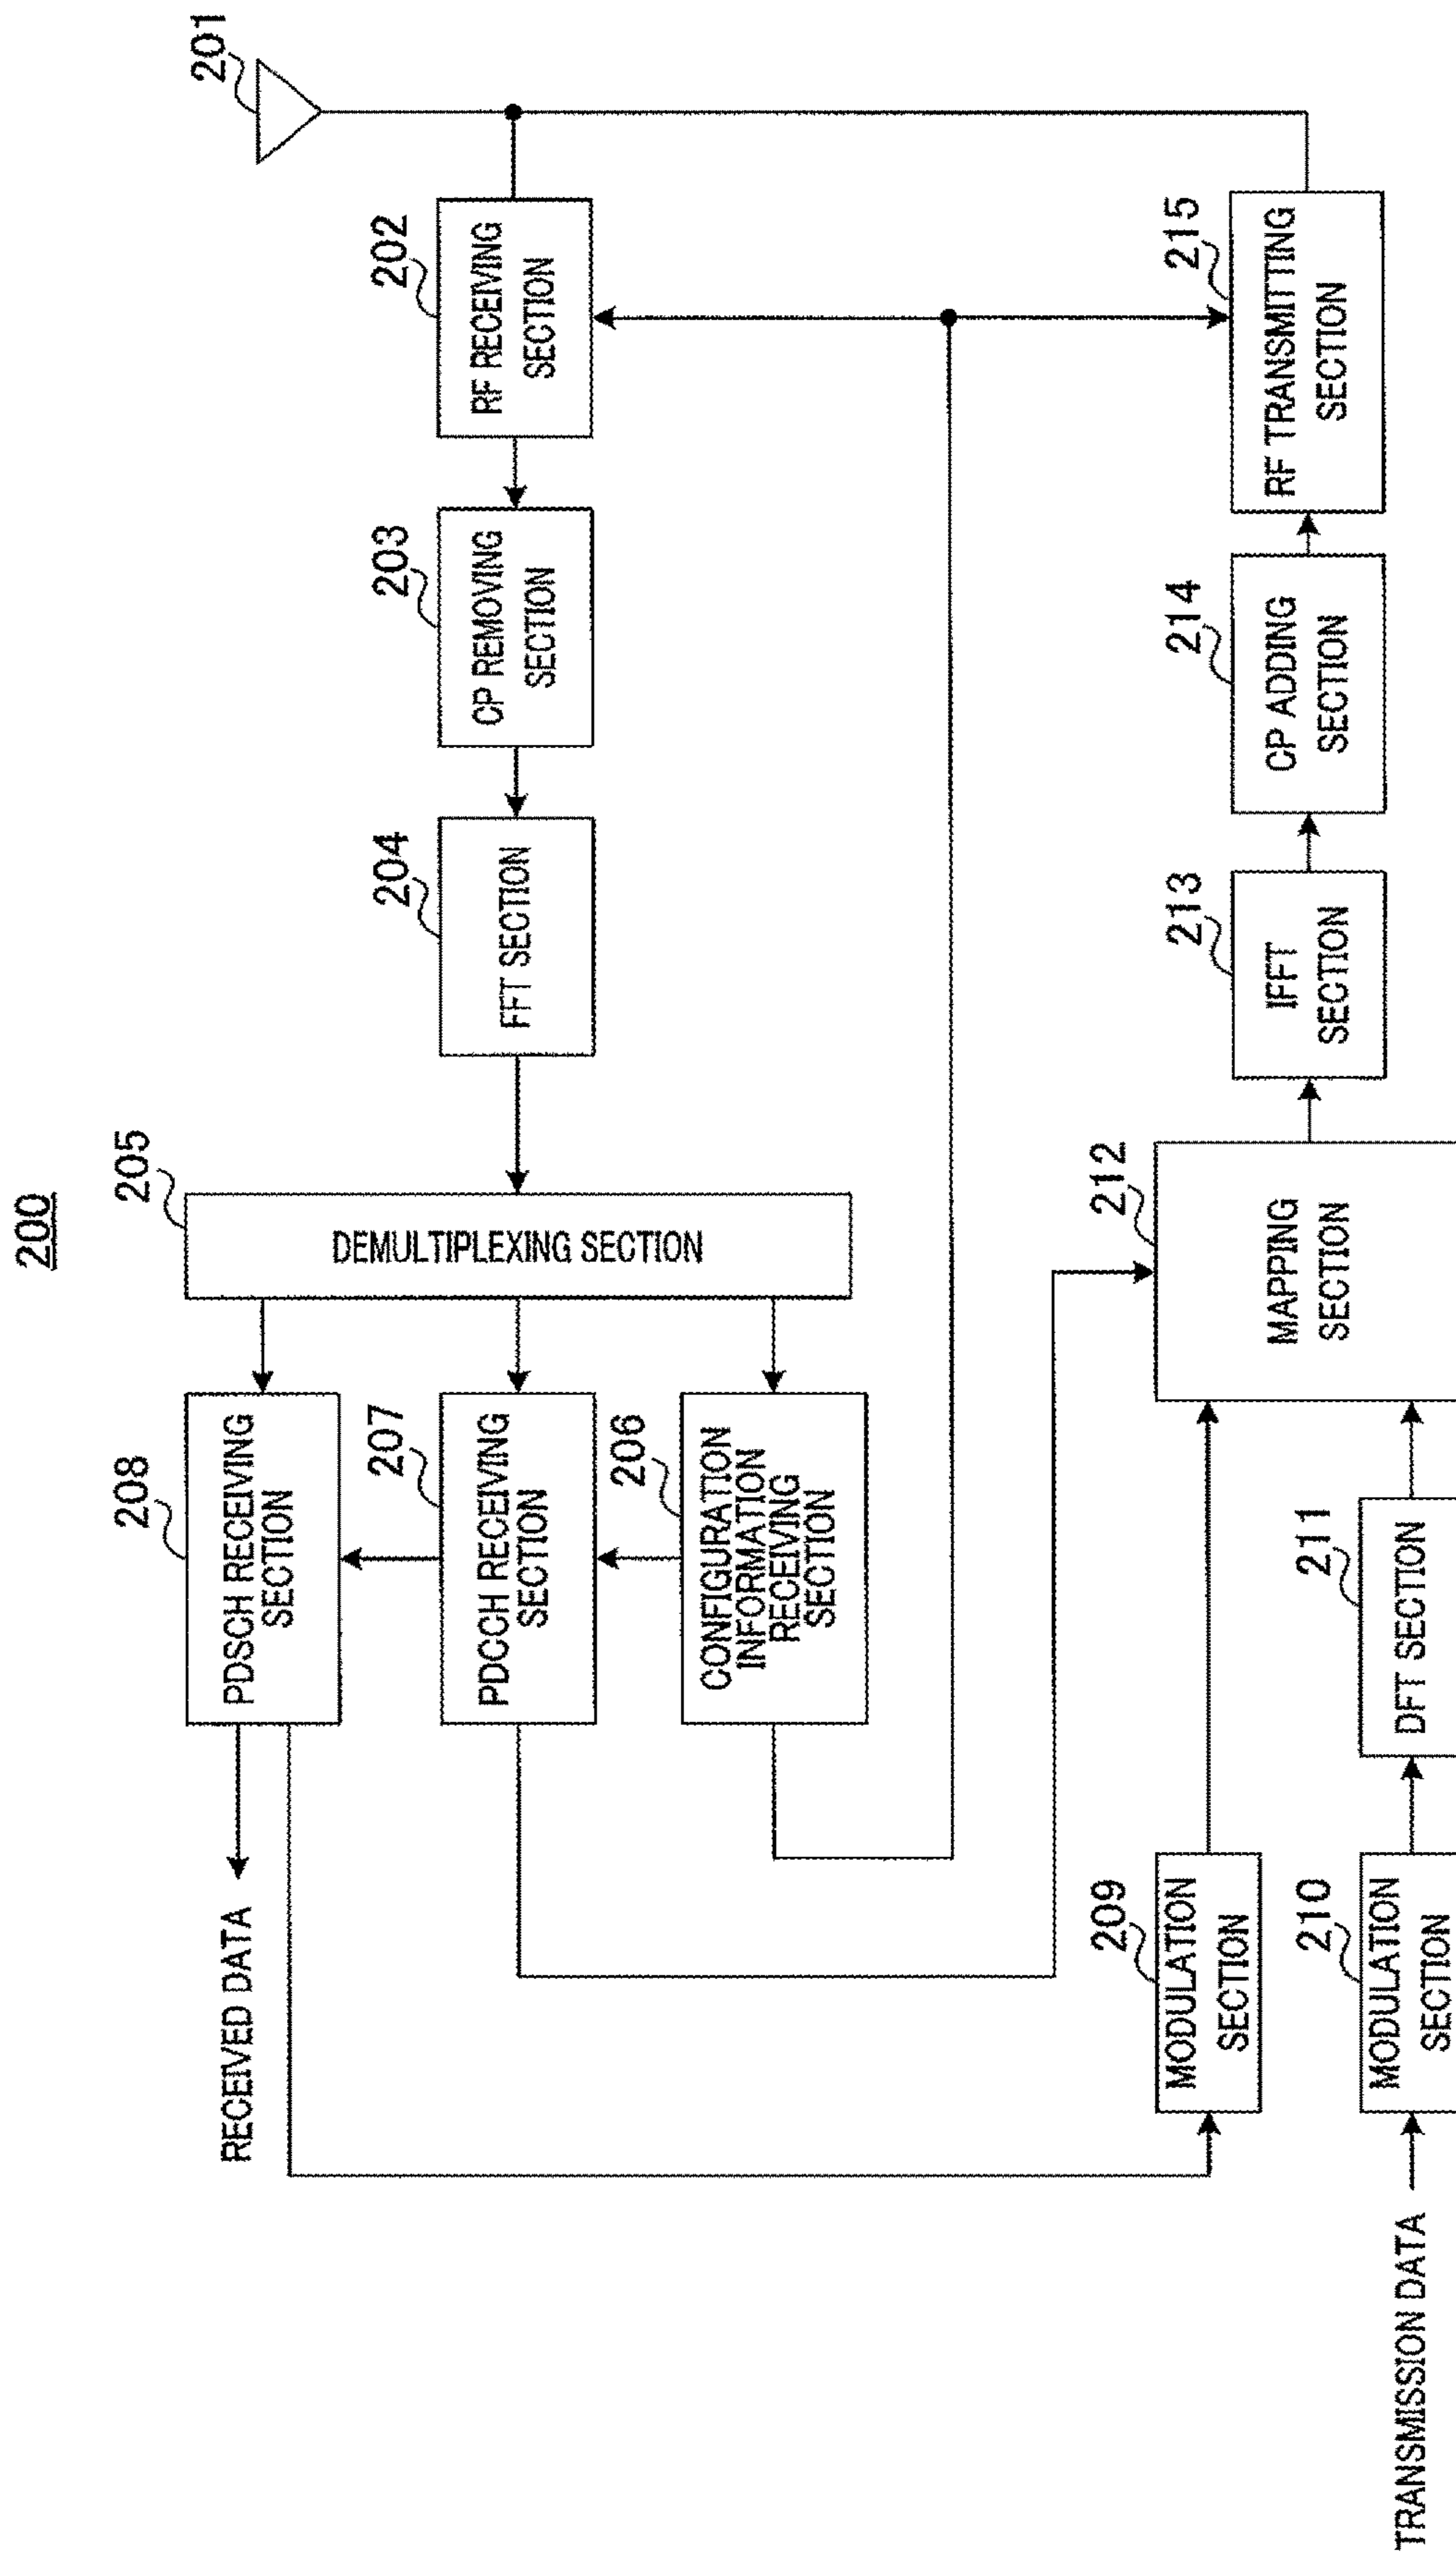 200
201
202
RF RECEIVING
SECTION
203
CP REMOVING
SECTION
204
FFT SECTION
205
DEMULTIPLEXING SECTION
208
PDSCH RECEIVING
SECTION
207
PDCCH RECEIVING
SECTION
206
CONFIGURATION
INFORMATION
RECEIVING
SECTION
RECEIVED DATA
215
RF TRANSMITTING
SECTION
214
CP ADDING
SECTION
213
IFFT
SECTION
212
MAPPING
SECTION
209
MODULATION
SECTION
211
DFT SECTION
210
MODULATION
SECTION
TRANSMISSION DATA